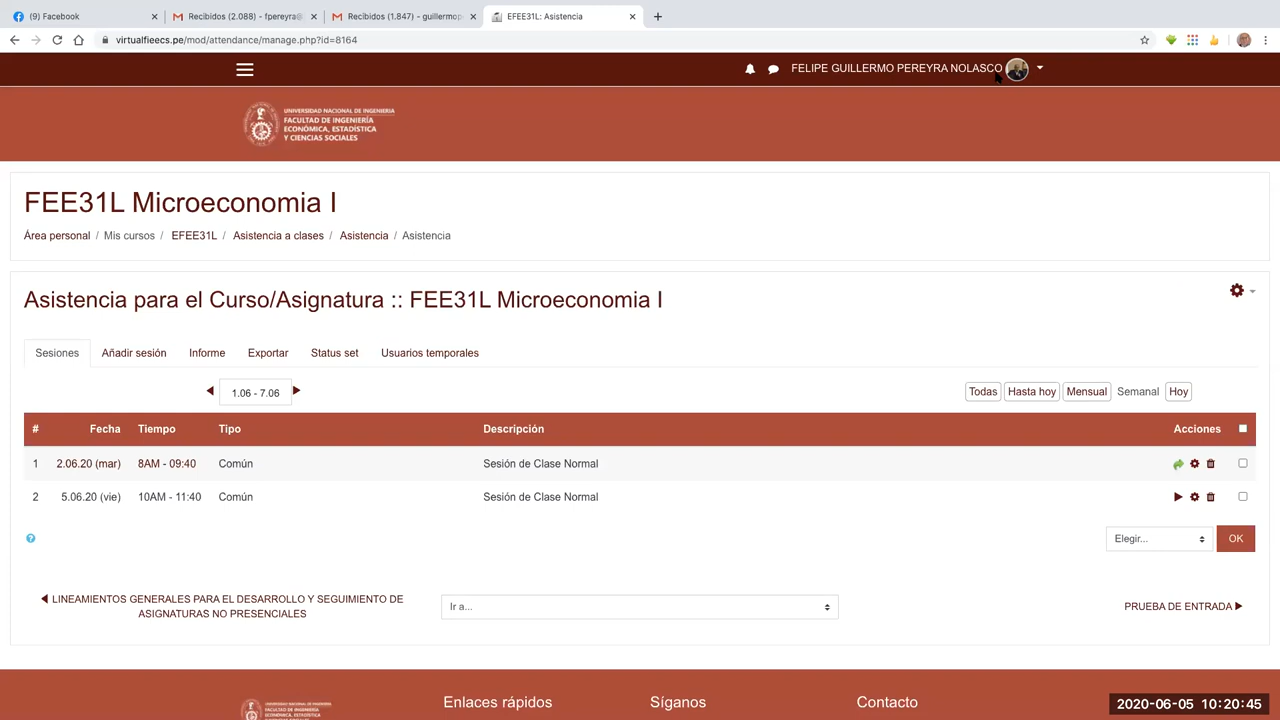 (9) Facebook
Recibidos (2.088) - fpereyra@
Recibidos (1.847) - guillermop
EFEE31L: Asistencia
virtualfieecs.pe/mod/attendance/manage.php?id=8164
FELIPE GUILLERMO PEREYRA NOLASCO
UNIVERSIDAD NACIONAL DE INGENIERIA
FACULTAD DE INGENIERÍA
ECONÓMICA, ESTADÍSTICA
Y CIENCIAS SOCIALES
FEE31L Microeconomia I
Área personal / Mis cursos / EFEE31L / Asistencia a clases / Asistencia / Asistencia
Asistencia para el Curso/Asignatura :: FEE31L Microeconomia I
Sesiones Añadir sesión Informe Exportar Status set Usuarios temporales
1.06 - 7.06
Todas Hasta hoy Mensual Semanal Hoy
# Fecha Tiempo Tipo Descripción Acciones
1 2.06.20 (mar) 8AM - 09:40 Común Sesión de Clase Normal
2 5.06.20 (vie) 10AM - 11:40 Común Sesión de Clase Normal
Elegir... OK
LINEAMIENTOS GENERALES PARA EL DESARROLLO Y SEGUIMIENTO DE
ASIGNATURAS NO PRESENCIALES
Ir a...
PRUEBA DE ENTRADA
Enlaces rápidos
Síganos
Contacto
2020-06-05 10:20:45